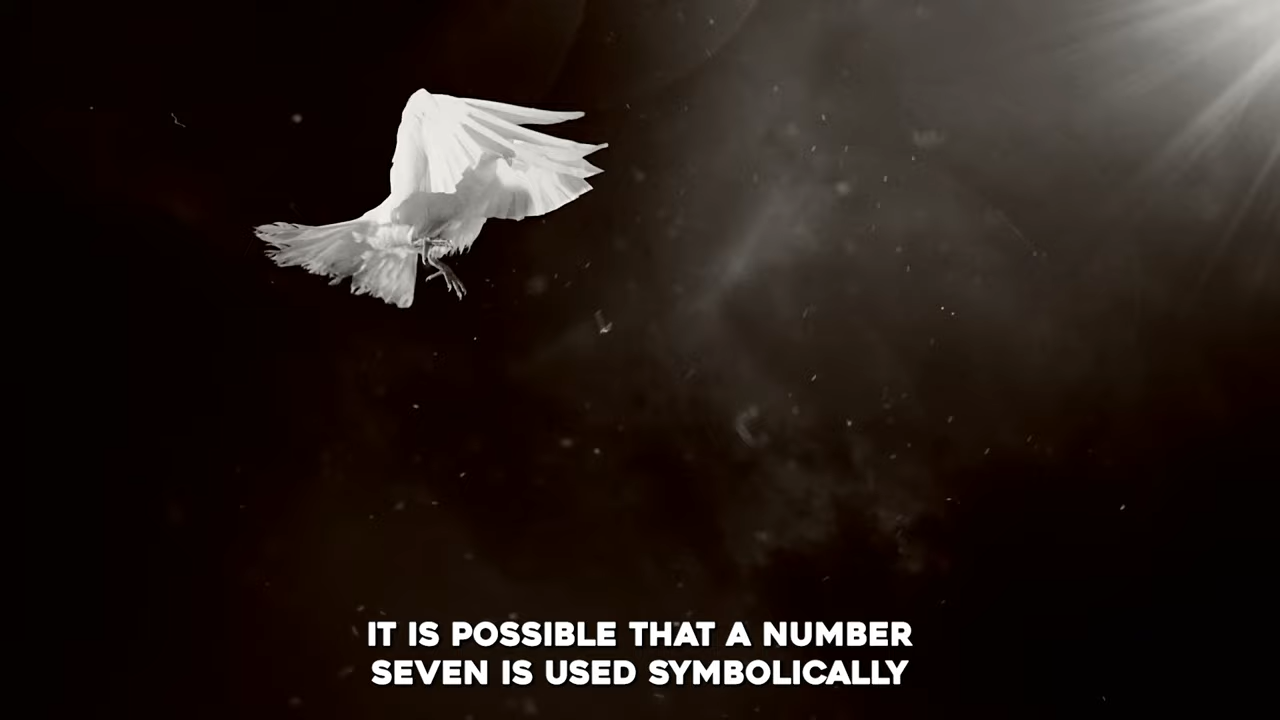 IT IS POSSIBLE THAT A NUMBER
SEVEN IS USED SYMBOLICALLY